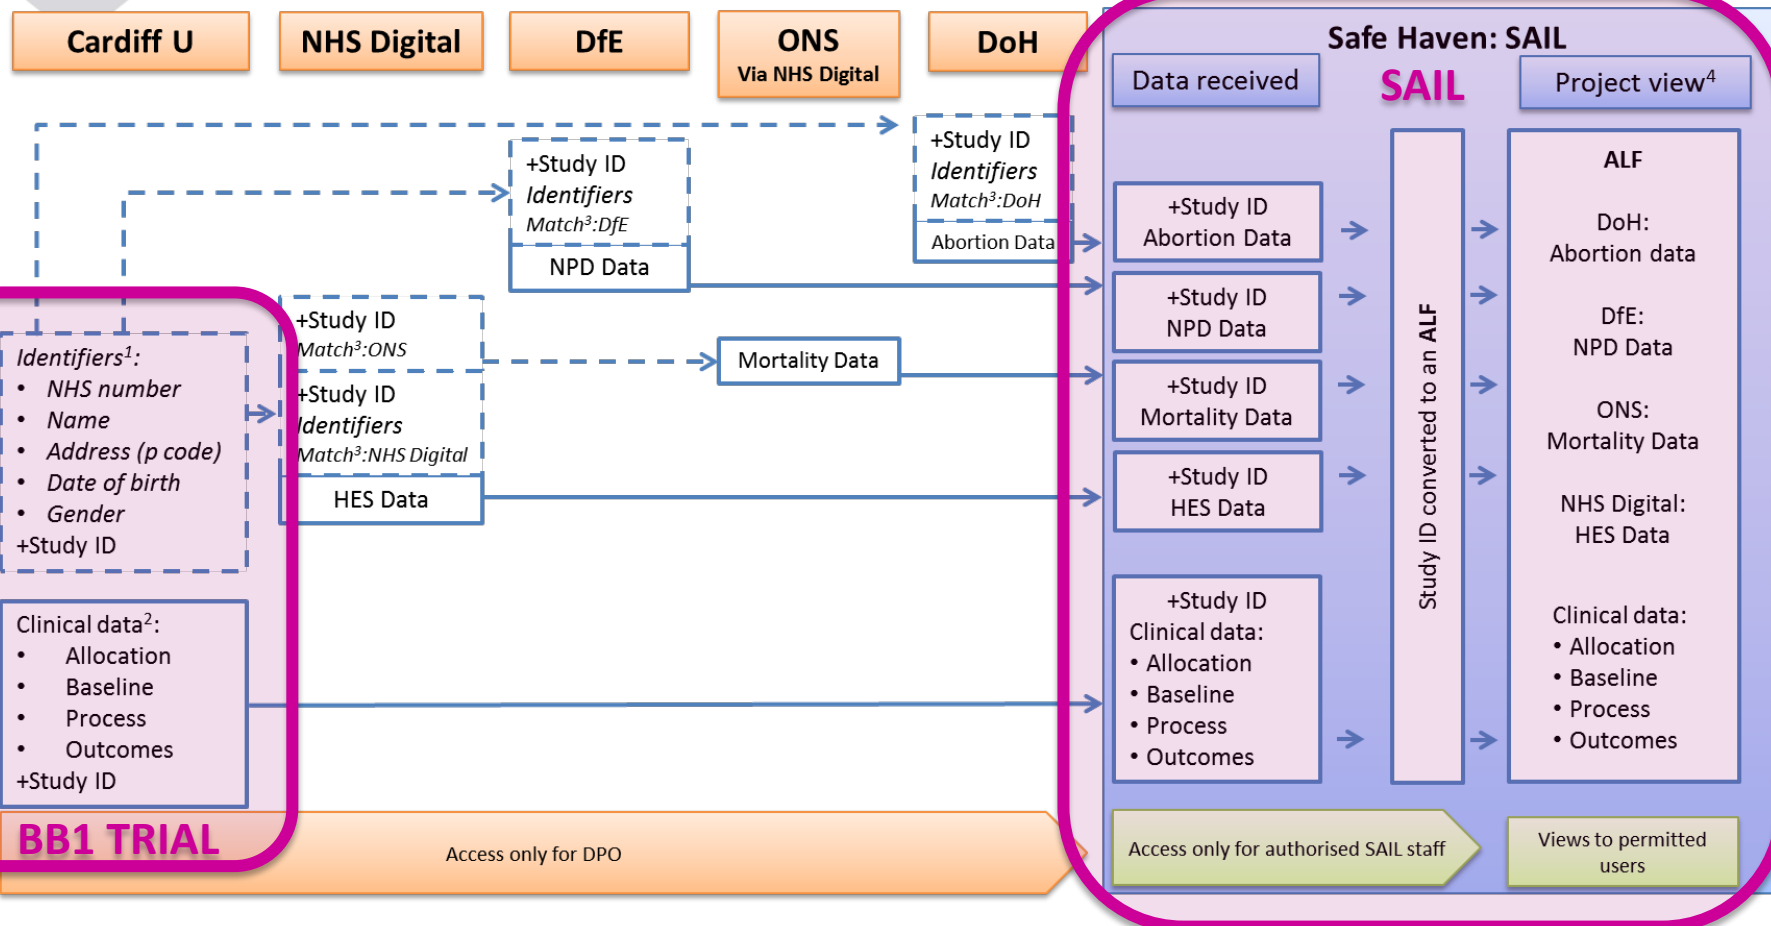 Cardiff U
NHS Digital
DfE
ONS
Via NHS Digital
DoH
Safe Haven: SAIL
Data received
SAIL
Project view⁴
+Study ID
Identifiers
Match³:DoH
Abortion Data
+Study ID
Identifiers
Match³:DfE
NPD Data
+Study ID
Match³:ONS
+Study ID
Identifiers
Match³:NHS Digital
HES Data
Mortality Data
Identifiers¹:
• NHS number
• Name
• Address (p code)
• Date of birth
• Gender
+Study ID
Clinical data²:
• Allocation
• Baseline
• Process
• Outcomes
+Study ID
BB1 TRIAL
Access only for DPO
+Study ID
Abortion Data
+Study ID
NPD Data
+Study ID
Mortality Data
+Study ID
HES Data
+Study ID
Clinical data:
• Allocation
• Baseline
• Process
• Outcomes
Study ID converted to an ALF
ALF
DoH:
Abortion data
DfE:
NPD Data
ONS:
Mortality Data
NHS Digital:
HES Data
Clinical data:
• Allocation
• Baseline
• Process
• Outcomes
Access only for authorised SAIL staff
Views to permitted
users